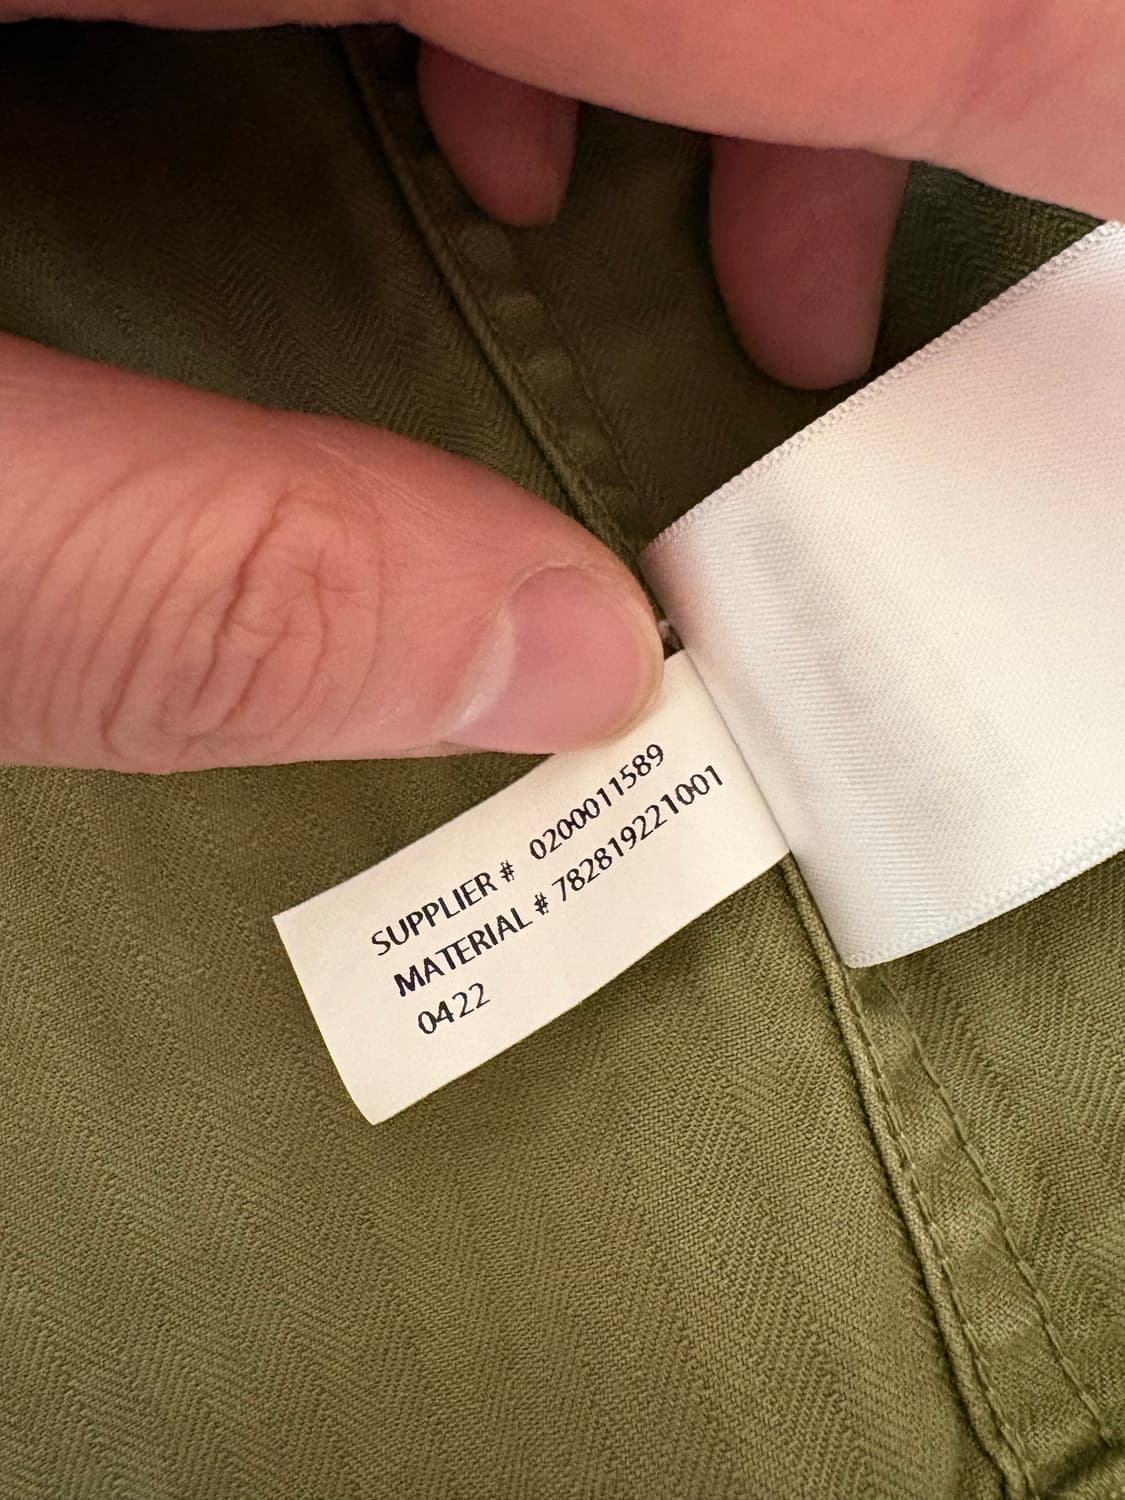 SUPPLIER # 0200011589
MATERIAL # 782819221001
0422